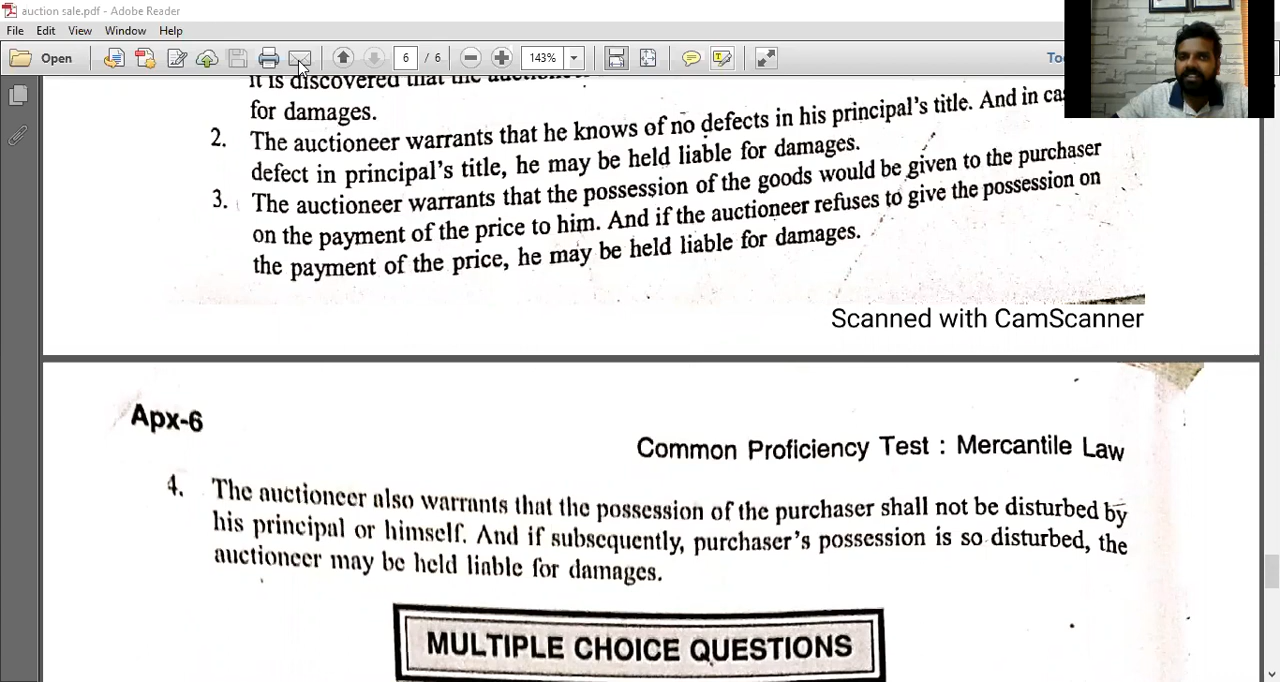 auction sale.pdf - Adobe Reader
File Edit View Window Help
Open 6 / 6 143% To
it is discovered that the
for damages.
2. The auctioneer warrants that he knows of no defects in his principal's title. And in
defect in principal's title, he may be held liable for damages.
3. The auctioneer warrants that the possession of the goods would be given to the purchaser
on the payment of the price to him. And if the auctioneer refuses to give the possession on
the payment of the price, he may be held liable for damages.
Scanned with CamScanner
Apx-6
Common Proficiency Test : Mercantile Law
4. The auctioneer also warrants that the possession of the purchaser shall not be disturbed by
his principal or himself. And if subsequently, purchaser's possession is so disturbed, the
auctioneer may be held liable for damages.
MULTIPLE CHOICE QUESTIONS